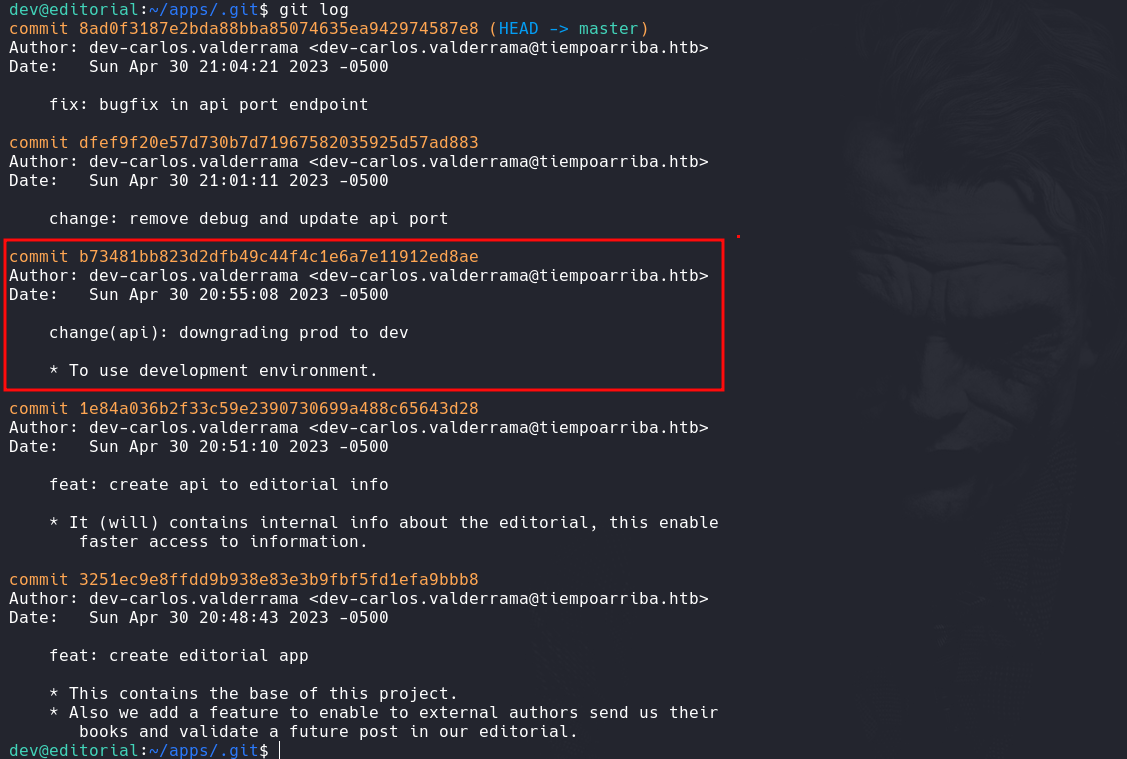 dev@editorial:~/apps/.git$ git log
commit 8ad0f3187e2bda88bba85074635ea942974587e8 (HEAD -> master)
Author: dev-carlos.valderrama <dev-carlos.valderrama@tiempoarriba.htb>
Date:   Sun Apr 30 21:04:21 2023 -0500
    fix: bugfix in api port endpoint
commit dfef9f20e57d730b7d71967582035925d57ad883
Author: dev-carlos.valderrama <dev-carlos.valderrama@tiempoarriba.htb>
Date:   Sun Apr 30 21:01:11 2023 -0500
    change: remove debug and update api port
commit b73481bb823d2dfb49c44f4c1e6a7e11912ed8ae
Author: dev-carlos.valderrama <dev-carlos.valderrama@tiempoarriba.htb>
Date:   Sun Apr 30 20:55:08 2023 -0500
    change(api): downgrading prod to dev
    * To use development environment.
commit 1e84a036b2f33c59e2390730699a488c65643d28
Author: dev-carlos.valderrama <dev-carlos.valderrama@tiempoarriba.htb>
Date:   Sun Apr 30 20:51:10 2023 -0500
    feat: create api to editorial info
    * It (will) contains internal info about the editorial, this enable
       faster access to information.
commit 3251ec9e8ffdd9b938e83e3b9fbf5fd1efa9bbb8
Author: dev-carlos.valderrama <dev-carlos.valderrama@tiempoarriba.htb>
Date:   Sun Apr 30 20:48:43 2023 -0500
    feat: create editorial app
    * This contains the base of this project.
    * Also we add a feature to enable to external authors send us their
       books and validate a future post in our editorial.
dev@editorial:~/apps/.git$